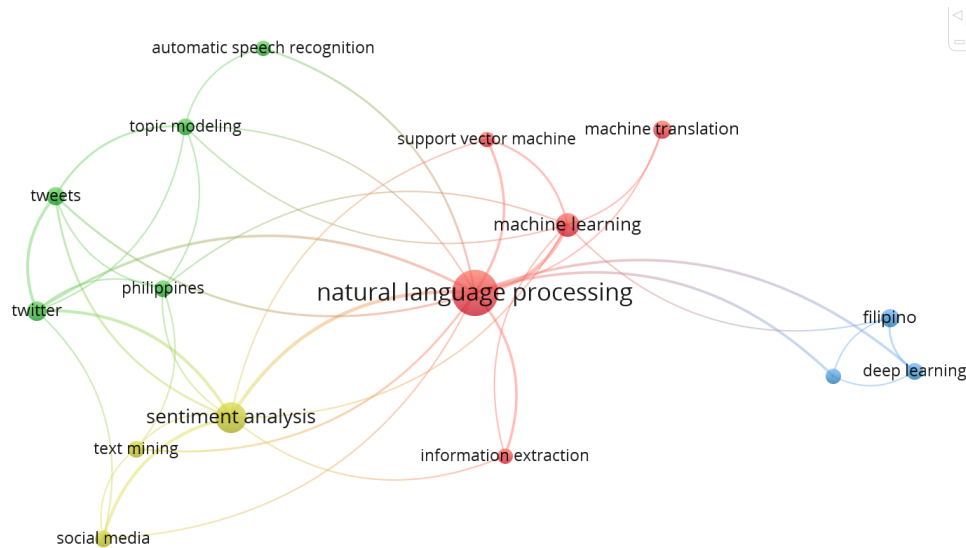 automatic speech recognition
topic modeling
support vector machine
machine translation
tweets
machine learning
philippines
natural language processing
twitter
filipino
deep learning
sentiment analysis
text mining
information extraction
social media